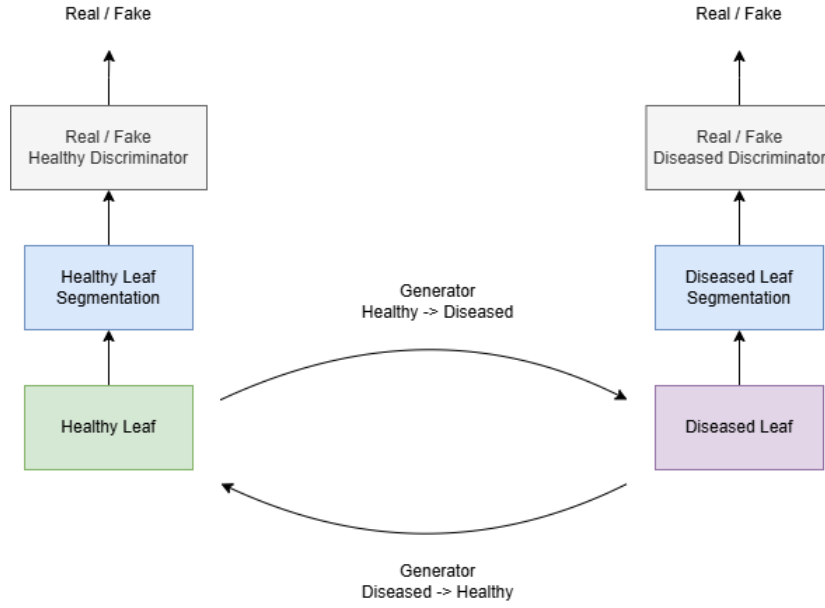 Real / Fake
Real / Fake
Real / Fake
Healthy Discriminator
Real / Fake
Diseased Discriminator
Healthy Leaf
Segmentation
Diseased Leaf
Segmentation
Generator
Healthy -> Diseased
Healthy Leaf
Diseased Leaf
Generator
Diseased -> Healthy